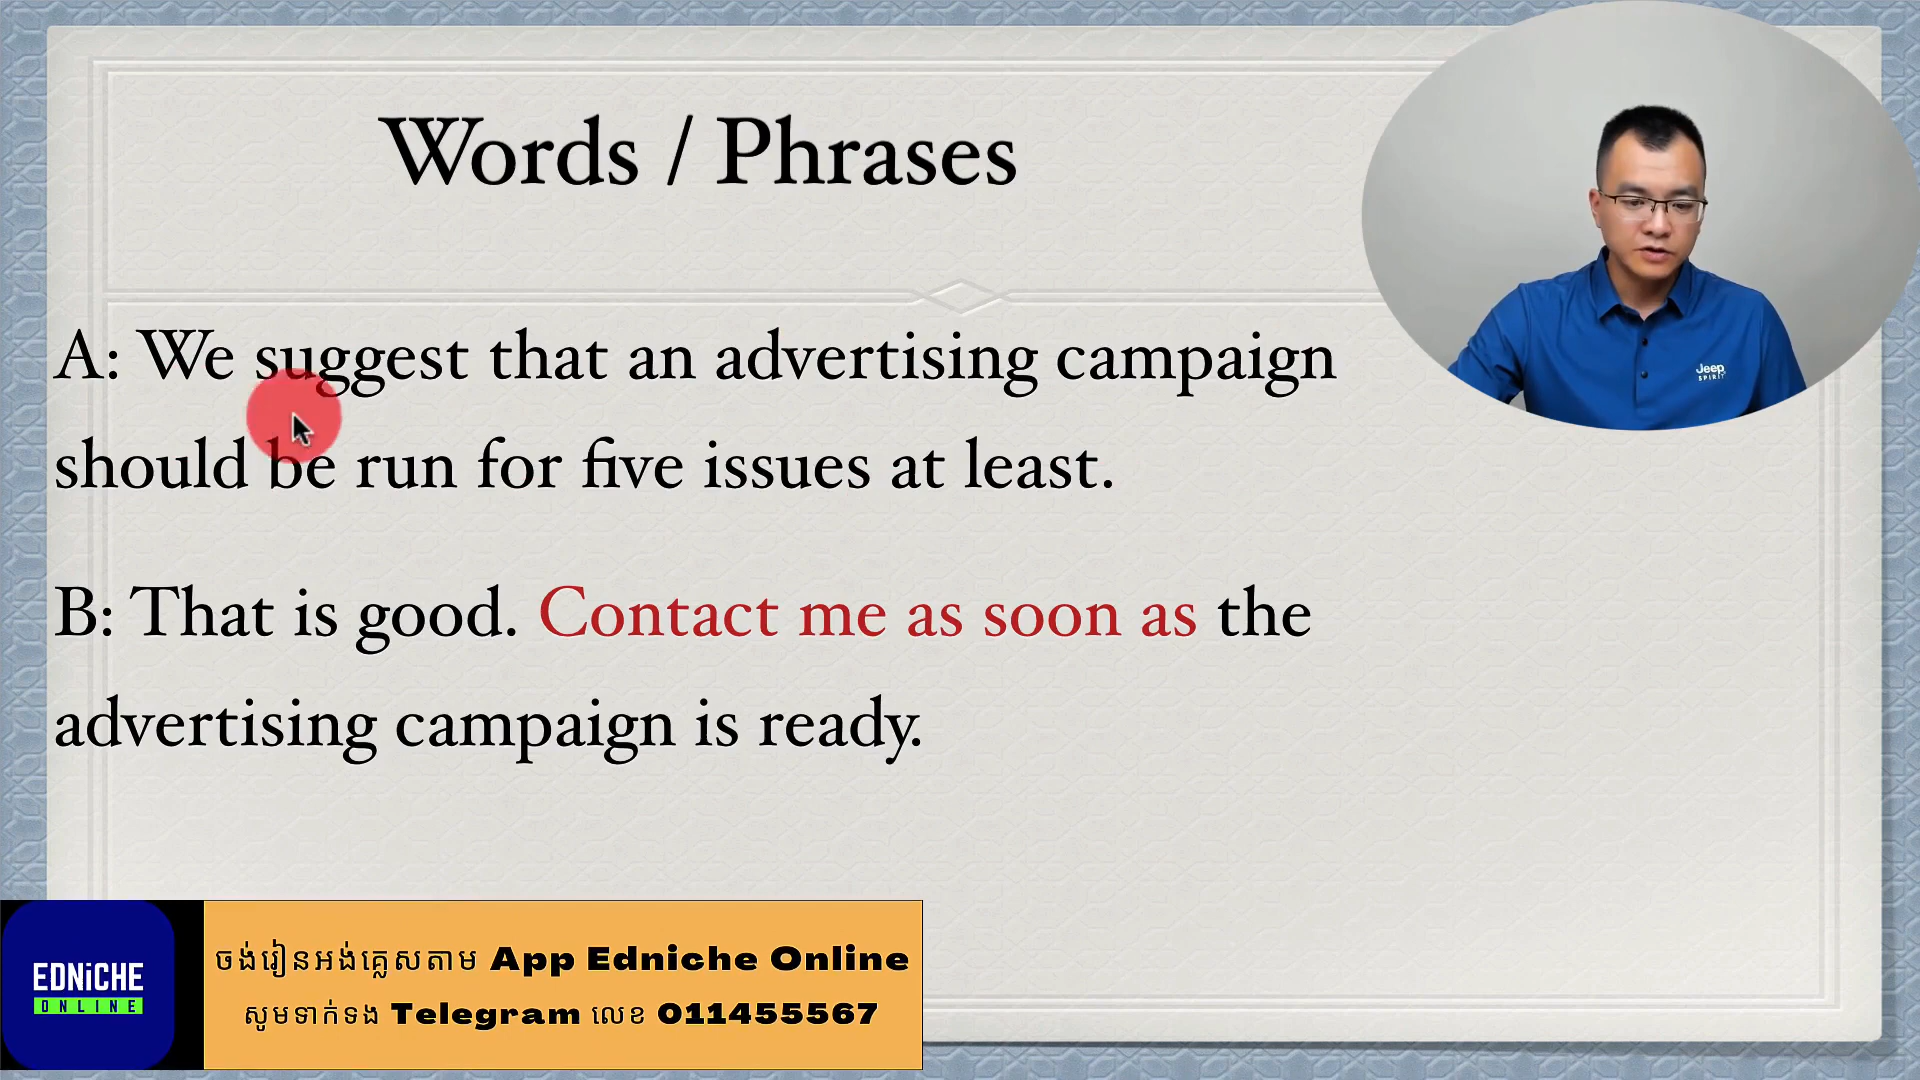 Words / Phrases
A: We suggest that an advertising campaign
should be run for five issues at least.
B: That is good. Contact me as soon as the
advertising campaign is ready.
Jeep
SPIRIT
EDNiCHE
ONLINE
ចង់រៀនអង់គ្លេសតាម App Edniche Online
សូមទាក់ទង Telegram លេខ 011455567